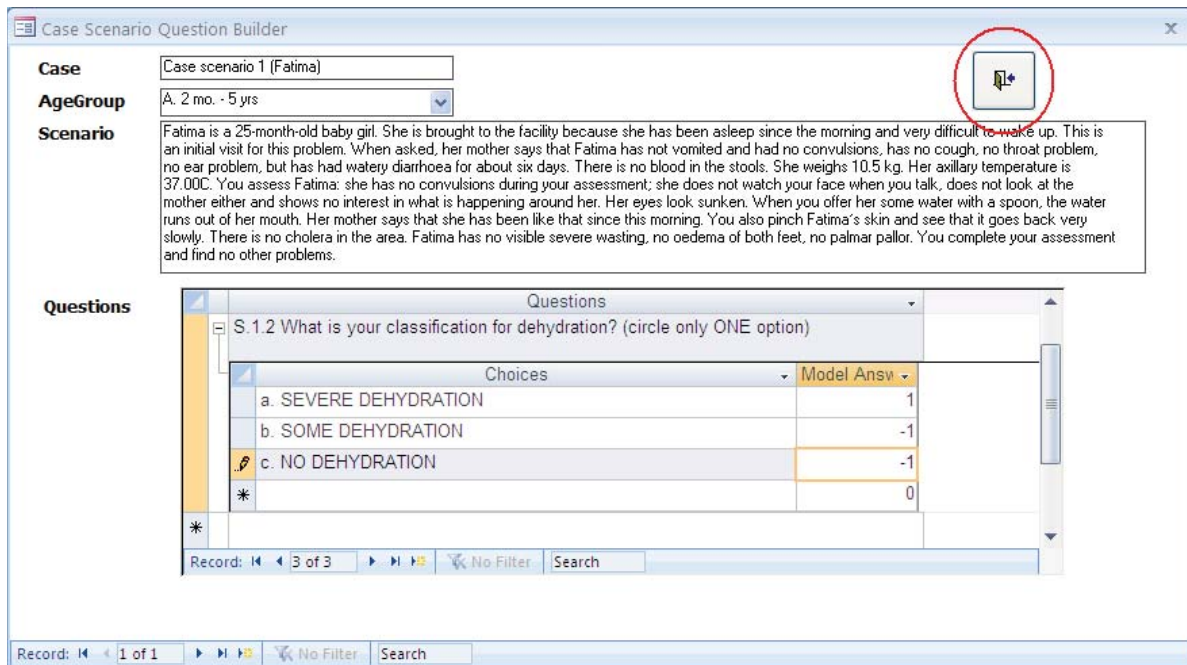 Case Scenario Question Builder
x
Case
Case scenario 1 (Fatima)
AgeGroup
A. 2 mo. - 5 yrs
Scenario
Fatima is a 25-month-old baby girl. She is brought to the facility because she has been asleep since the morning and very difficult to wake up. This is
an initial visit for this problem. When asked, her mother says that Fatima has not vomited and had no convulsions, has no cough, no throat problem,
no ear problem, but has had watery diarrhoea for about six days. There is no blood in the stools. She weighs 10.5 kg. Her axillary temperature is
37.00C. You assess Fatima: she has no convulsions during your assessment; she does not watch your face when you talk, does not look at the
mother either and shows no interest in what is happening around her. Her eyes look sunken. When you offer her some water with a spoon, the water
runs out of her mouth. Her mother says that she has been like that since this morning. You also pinch Fatima´s skin and see that it goes back very
slowly. There is no cholera in the area. Fatima has no visible severe wasting, no oedema of both feet, no palmar pallor. You complete your assessment
and find no other problems.
Questions
Questions
S.1.2 What is your classification for dehydration? (circle only ONE option)
Choices Model Answ
a. SEVERE DEHYDRATION 1
b. SOME DEHYDRATION -1
c. NO DEHYDRATION -1
* 0
*
Record: 3 of 3 No Filter Search
Record: 1 of 1 No Filter Search